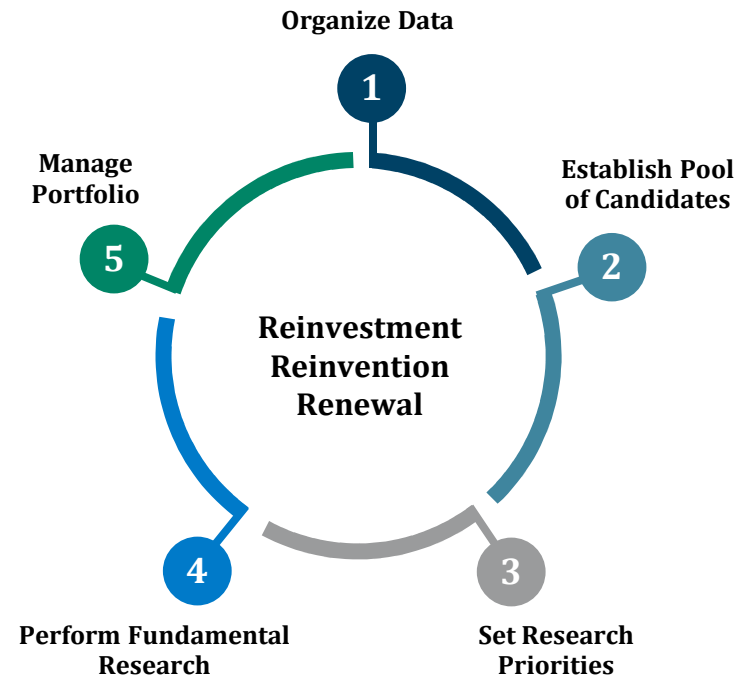 Organize Data
1
Establish Pool
of Candidates
2
Set Research
Priorities
3
Perform Fundamental
Research
4
Manage
Portfolio
5
Reinvestment
Reinvention
Renewal